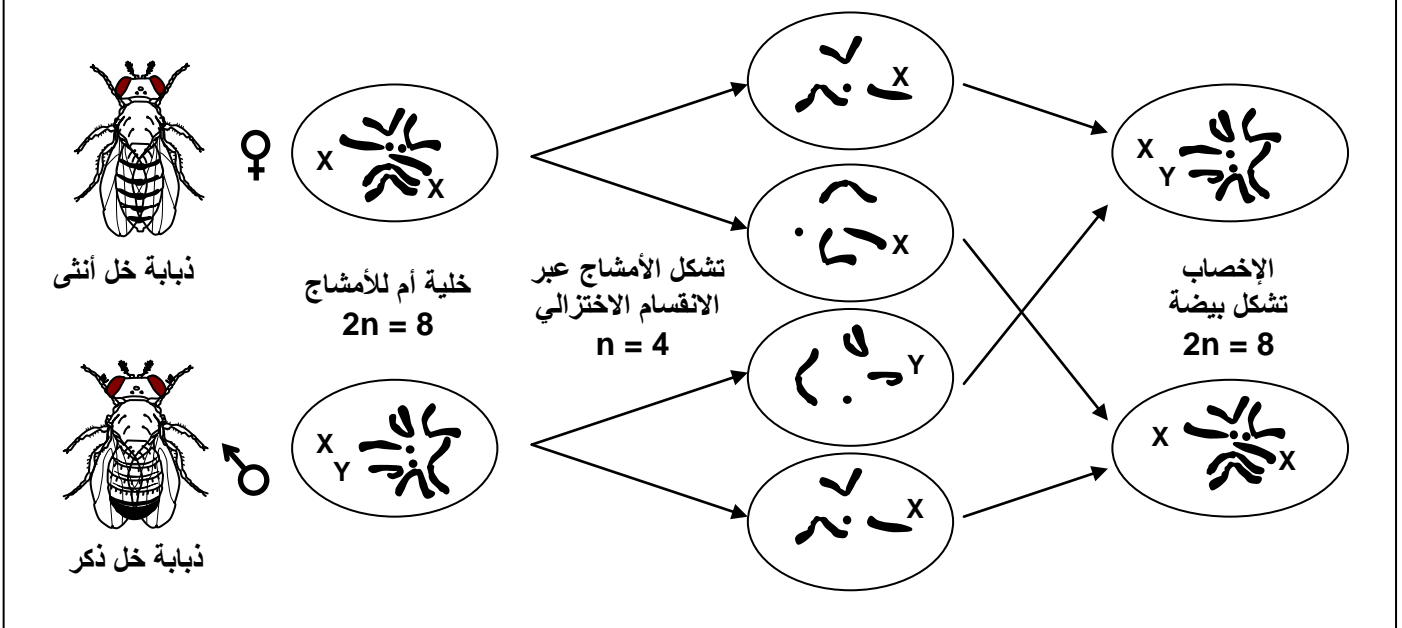 X
X
ذبابة خل أنثى
♀
X
X
خلية أم للأمشاج
2n = 8
تشكل الأمشاج عبر
الانقسام الاختزالي
n = 4
X
Y
الإخصاب
تشكل بيضة
2n = 8
♂
X
Y
ذبابة خل ذكر
Y
X
X
X